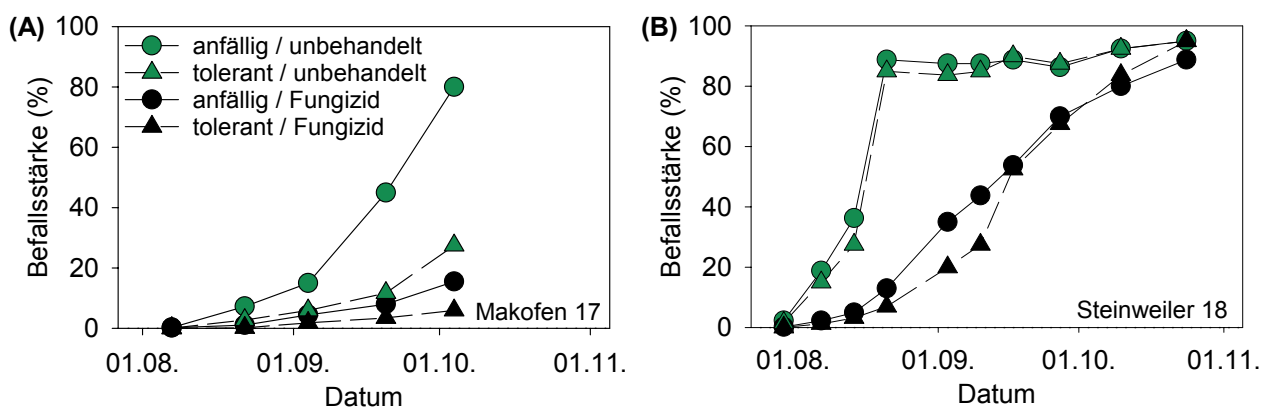 (A)
Befallsstärke (%)
100
80
60
40
20
0
anfällig / unbehandelt
tolerant / unbehandelt
anfällig / Fungizid
tolerant / Fungizid
Makofen 17
01.08.
01.09.
01.10.
01.11.
Datum
(B)
Befallsstärke (%)
100
80
60
40
20
0
Steinweiler 18
01.08.
01.09.
01.10.
01.11.
Datum